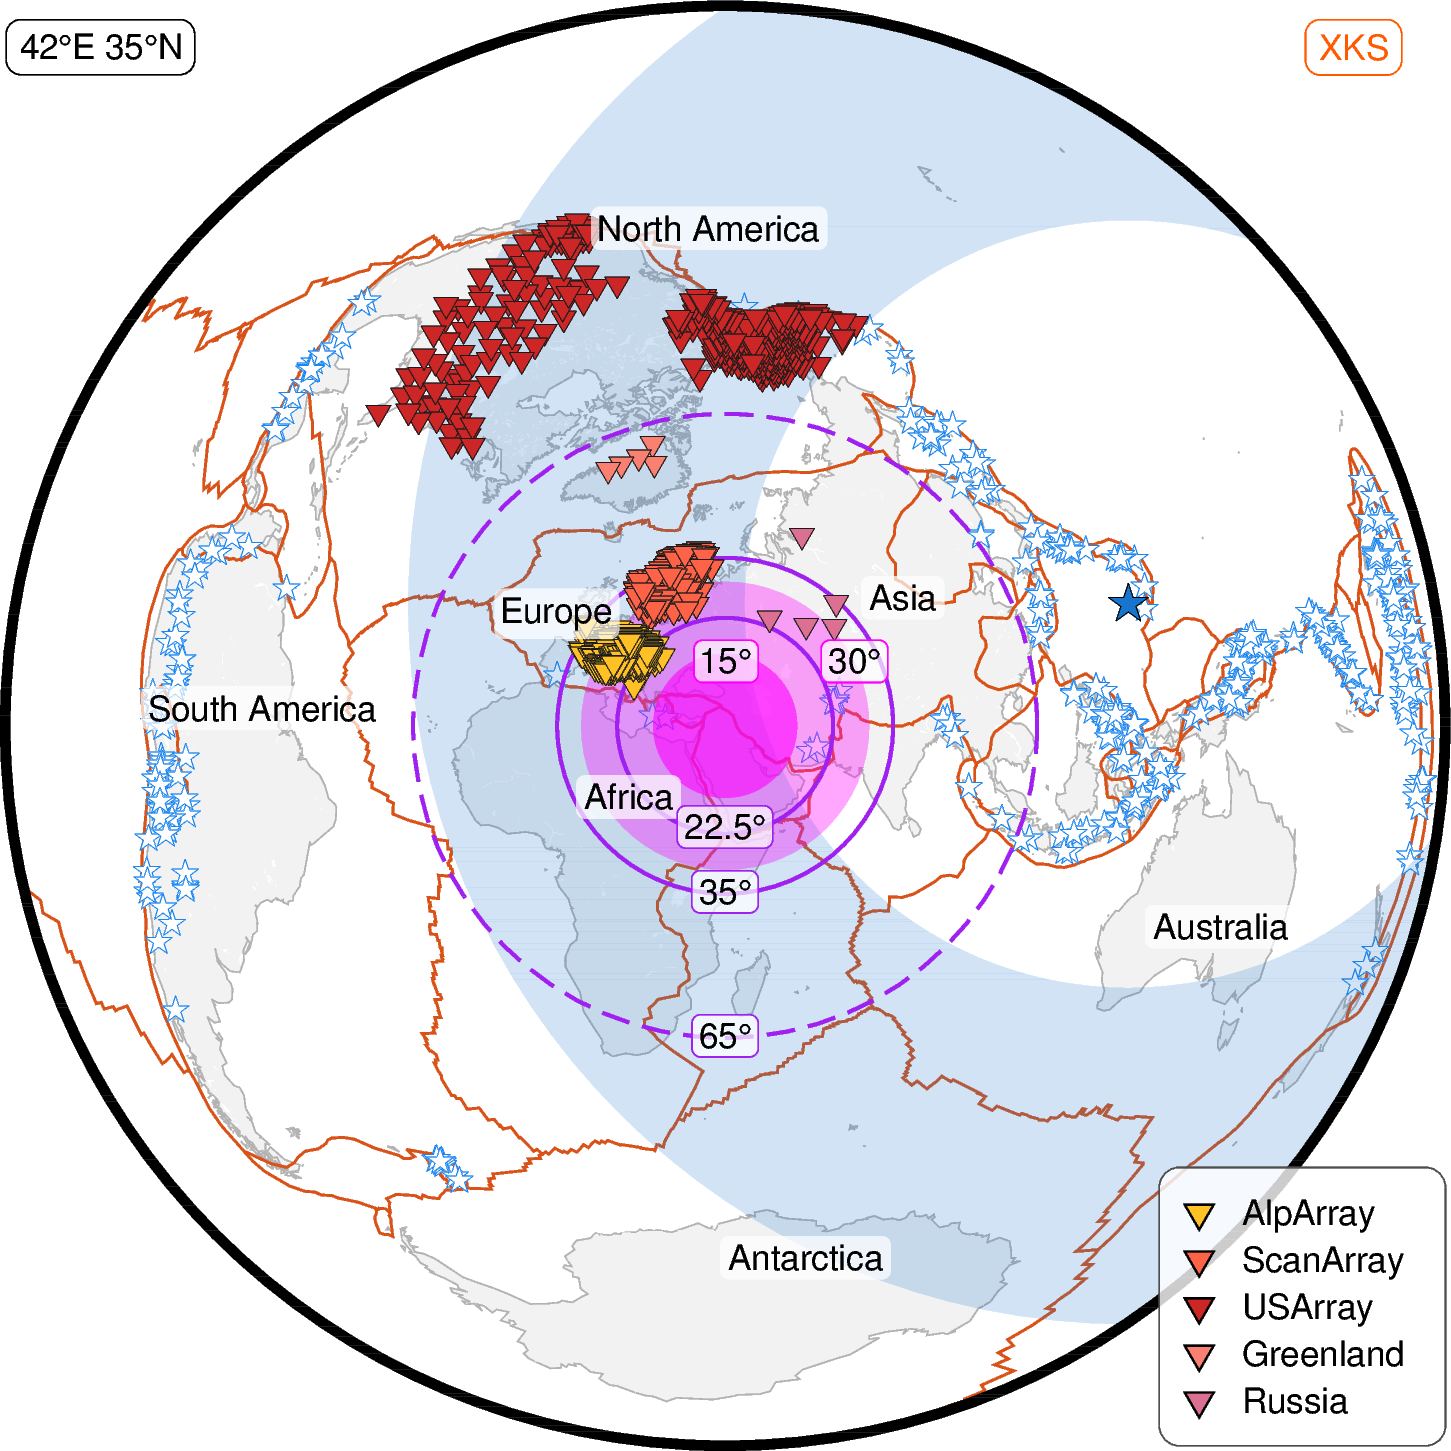 42°E 35°N
XKS
North America
Europe
Asia
15°
30°
South America
Africa
22.5°
35°
Australia
65°
Antarctica
AlpArray
ScanArray
USArray
Greenland
Russia